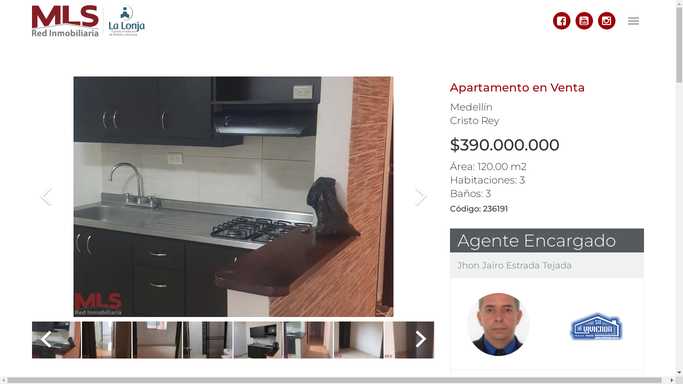 MLS
Red Inmobiliaria
La Lonja
Apartamento en Venta
Medellín
Cristo Rey
$390.000.000
Área: 120.00 m2
Habitaciones: 3
Baños: 3
Código: 236191
MLS
Red Inmobiliaria
Agente Encargado
Jhon Jairo Estrada Tejada
VIVIENDA